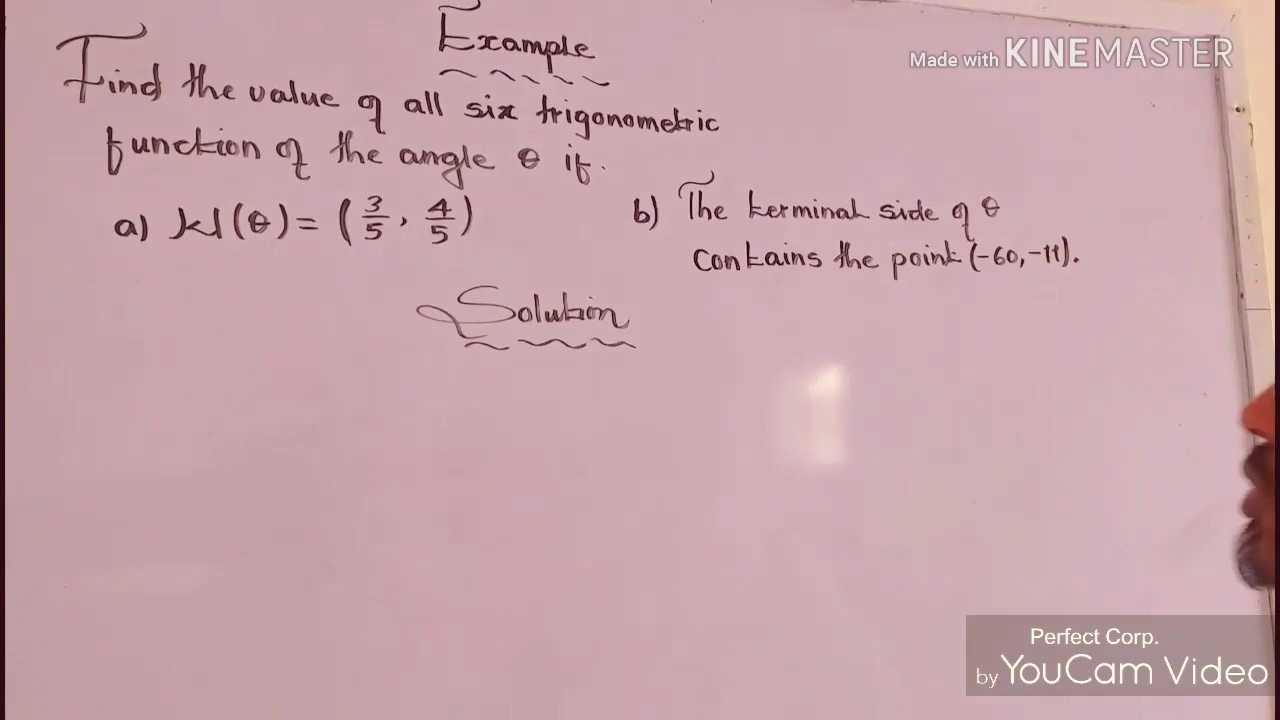 Example
Made with KINEMASTER
Find the value of all six trigonometric
function of the angle θ if.
a) W(θ) = (3/5, 4/5)
b) The terminal side of θ
contains the point (-60, -11).
Solution
Perfect Corp.
by YouCam Video